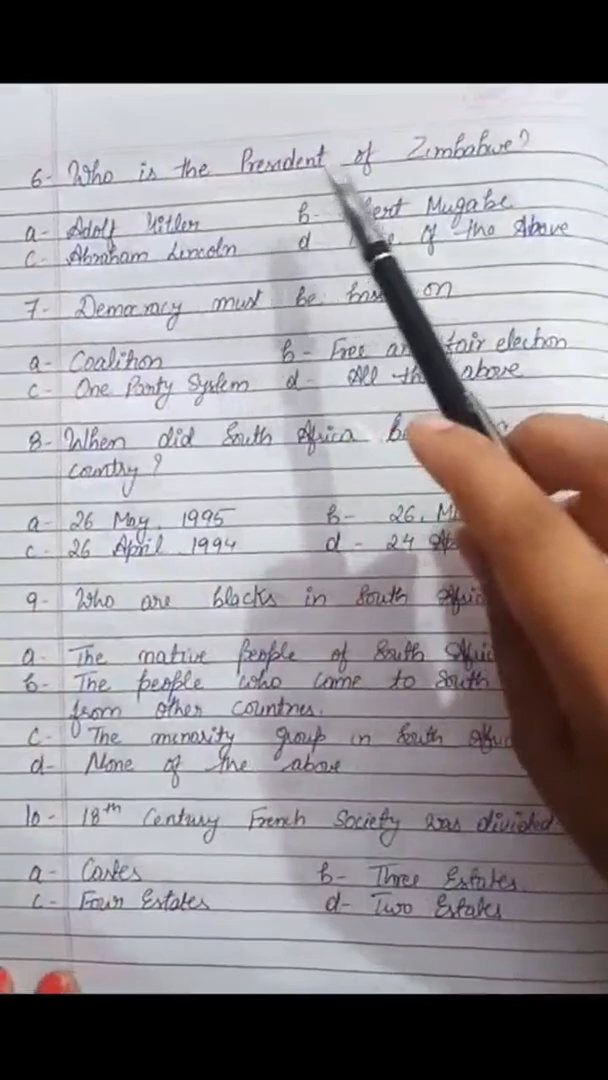 6- Who is the President of Zimbabwe?
a- Adolf Hitler b- Mugabe
c- Abraham Lincoln d of the Above
7- Democracy must be on
a- Coalition b- Free fair election
c- One Party System d- All above
8- When did South Africa
country?
a- 26 May, 1995 b- 26,
c- 26 April 1994 d- 24
9- Who are blacks in South
a- The native people of South
b- The people who come to South
from other countries.
c- The minority group in South
d- None of the above
10- 18th Century French Society was divided
a- Castes b- Three Estates
c- Four Estates d- Two Estates